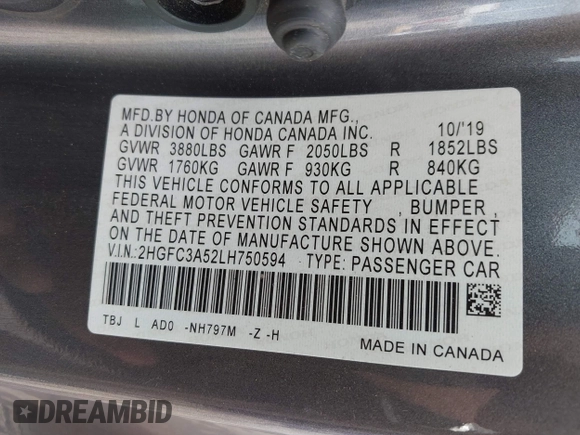 MFD.BY HONDA OF CANADA MFG.,
A DIVISION OF HONDA CANADA INC. 10/'19
GVWR 3880LBS GAWR F 2050LBS R 1852LBS
GVWR 1760KG GAWR F 930KG R 840KG
THIS VEHICLE CONFORMS TO ALL APPLICABLE
FEDERAL MOTOR VEHICLE SAFETY , BUMPER,
AND THEFT PREVENTION STANDARDS IN EFFECT
ON THE DATE OF MANUFACTURE SHOWN ABOVE.
V.I.N.: 2HGFC3A52LH750594 TYPE: PASSENGER CAR
TBJ L AD0 -NH797M -Z -H
MADE IN CANADA
DREAMBID